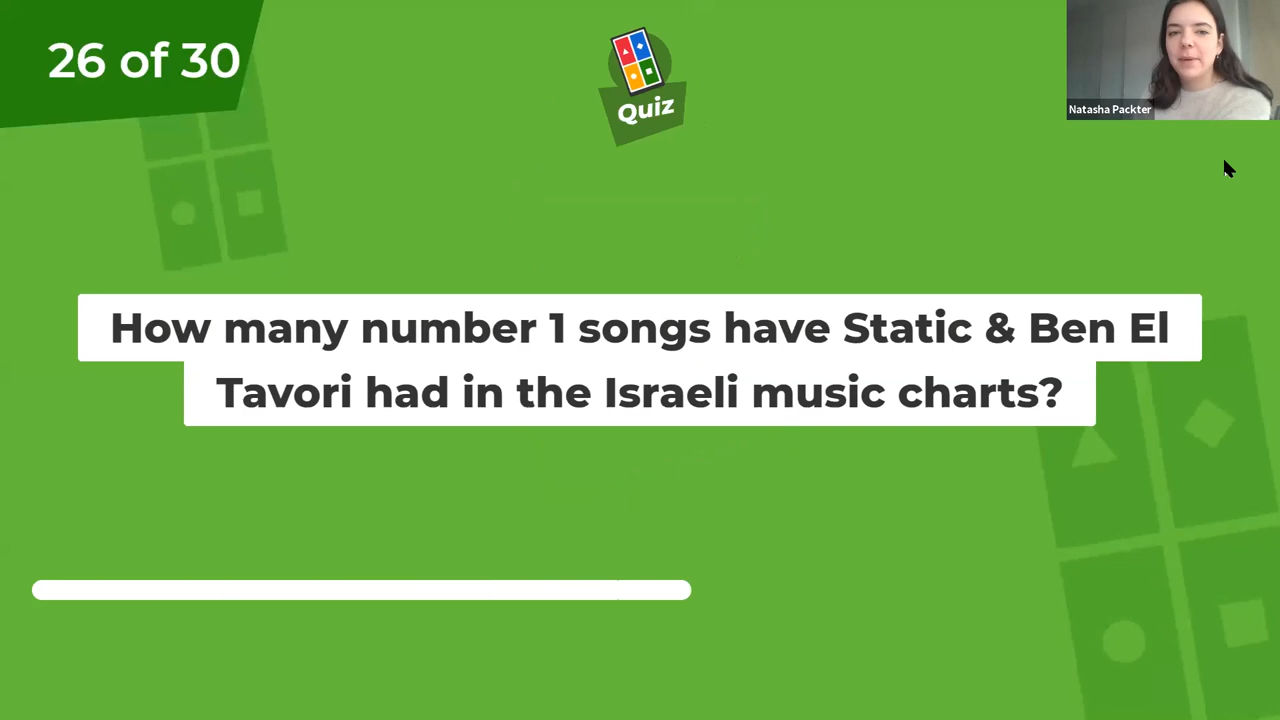 26 of 30
Quiz
Natasha Packter
How many number 1 songs have Static & Ben El
Tavori had in the Israeli music charts?